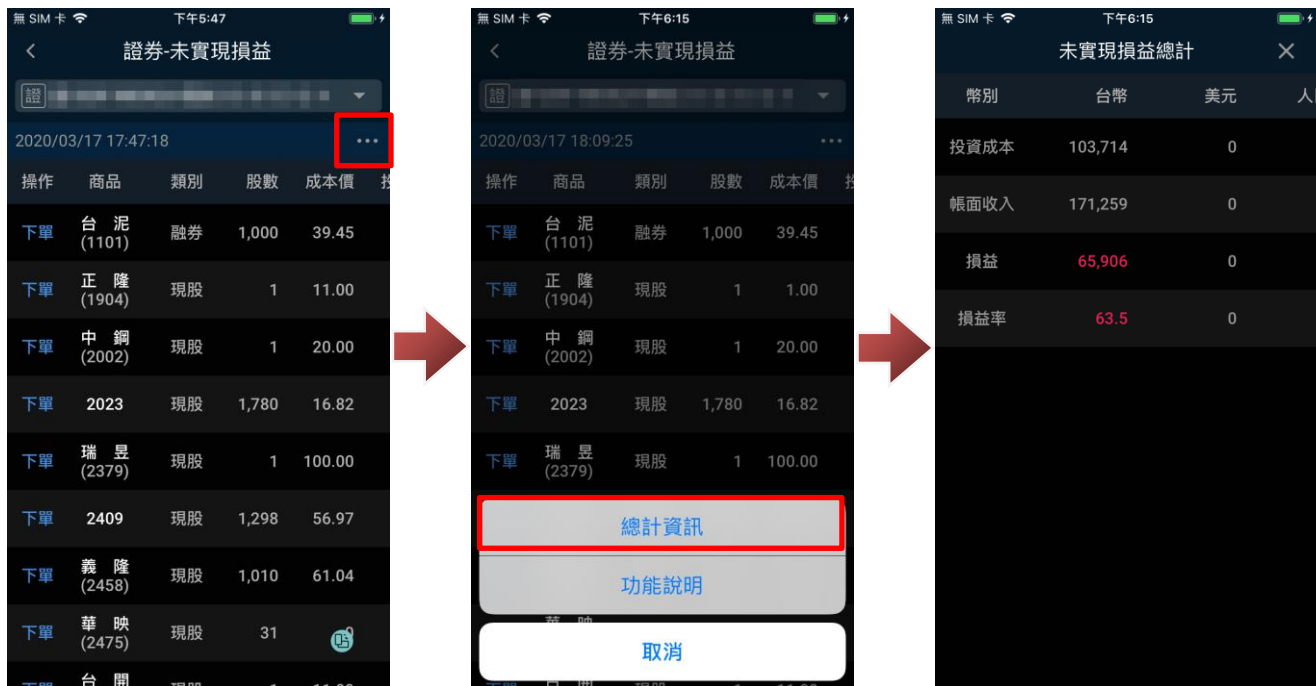 無 SIM 卡 下午5:47
證券-未實現損益
證
2020/03/17 17:47:18 •••
操作 商品 類別 股數 成本價
下單 台 泥 (1101) 融券 1,000 39.45
下單 正 隆 (1904) 現股 1 11.00
下單 中 鋼 (2002) 現股 1 20.00
下單 2023 現股 1,780 16.82
下單 瑞 昱 (2379) 現股 1 100.00
下單 2409 現股 1,298 56.97
下單 義 隆 (2458) 現股 1,010 61.04
下單 華 映 (2475) 現股 31
台 開
無 SIM 卡 下午6:15
證券-未實現損益
證
2020/03/17 18:09:25 •••
操作 商品 類別 股數 成本價
下單 台 泥 (1101) 融券 1,000 39.45
下單 正 隆 (1904) 現股 1 1.00
下單 中 鋼 (2002) 現股 1 20.00
下單 2023 現股 1,780 16.82
下單 瑞 昱 (2379) 現股 1 100.00
總計資訊
功能說明
取消
無 SIM 卡 下午6:15
未實現損益總計
幣別 台幣 美元 人
投資成本 103,714 0
帳面收入 171,259 0
損益 65,906 0
損益率 63.5 0